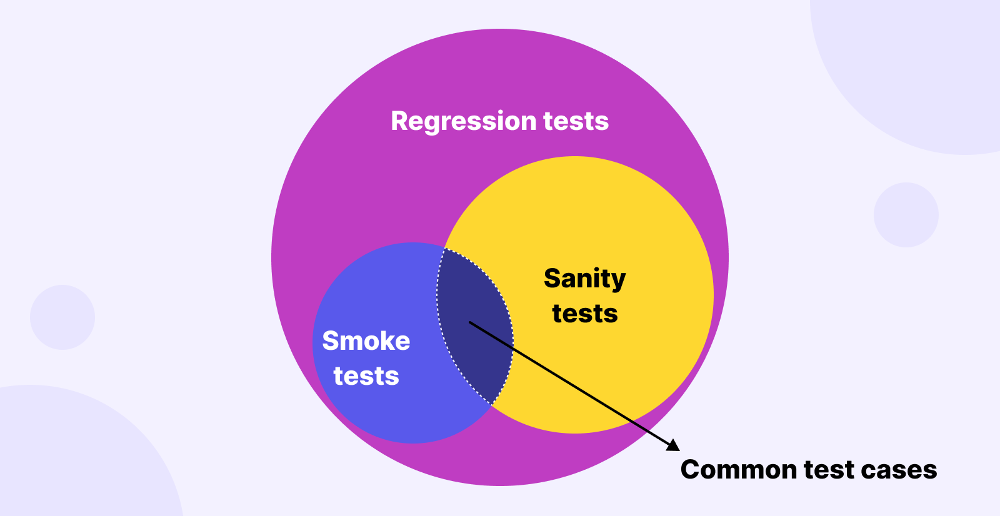 Regression tests
Sanity
tests
Smoke
tests
Common test cases